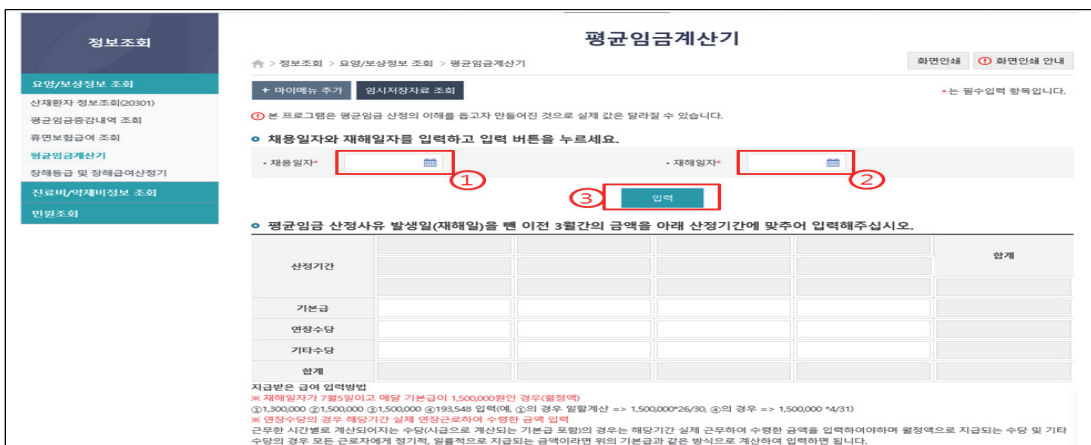 정보조회
평균임금계산기
> 정보조회 > 요양/보상정보 조회 > 평균임금계산기
화면인쇄
화면인쇄 안내
요양/보상정보 조회
산재환자 정보조회(20301)
평균임금증감내역 조회
휴면보험급여 조회
평균임금계산기
장해등급 및 장해급여산정기
진료비/약제비정보 조회
민원조회
+ 마이메뉴 추가
임시저장자료 조회
*는 필수입력 항목입니다.
본 프로그램은 평균임금 산정의 이해를 돕고자 만들어진 것으로 실제 값은 달라질 수 있습니다.
채용일자와 재해일자를 입력하고 입력 버튼을 누르세요.
· 채용일자*
①
· 재해일자*
②
③
입력
평균임금 산정사유 발생일(재해일)을 뺀 이전 3월간의 금액을 아래 산정기간에 맞추어 입력해주십시오.
산정기간
합계
기본급
연장수당
기타수당
합계
지급받은 급여 입력방법
※ 재해일자가 7월5일이고 매달 기본급이 1,500,000원인 경우(월정액)
①1,300,000 ②1,500,000 ③1,500,000 ④193,548 입력(예, ①의 경우 일할계산 => 1,500,000*26/30, ④의 경우 => 1,500,000 *4/31)
※ 연장수당의 경우 해당기간 실제 연장근로하여 수령한 금액 입력
근무한 시간별로 계산되어지는 수당(시급으로 계산되는 기본급 포함)의 경우는 해당기간 실제 근무하여 수령한 금액을 입력하여야하며 월정액으로 지급되는 수당 및 기타
수당의 경우 모든 근로자에게 정기적, 일률적으로 지급되는 금액이라면 위의 기본급과 같은 방식으로 계산하여 입력하면 됩니다.